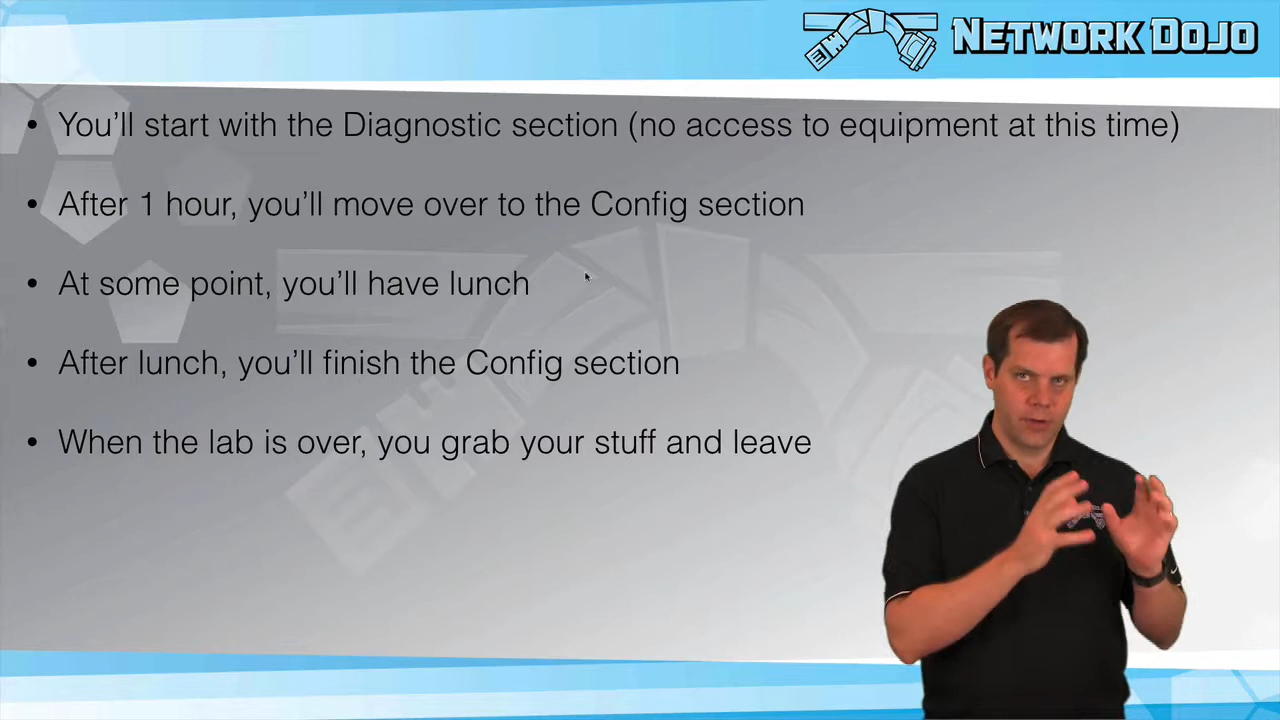 NETWORK DOJO
• You'll start with the Diagnostic section (no access to equipment at this time)
• After 1 hour, you'll move over to the Config section
• At some point, you'll have lunch
• After lunch, you'll finish the Config section
• When the lab is over, you grab your stuff and leave